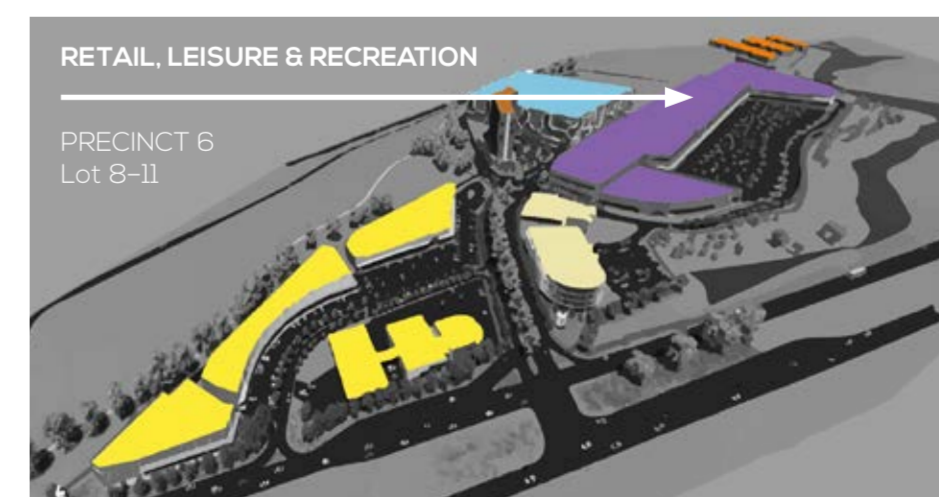 RETAIL, LEISURE & RECREATION
PRECINCT 6
Lot 8–11